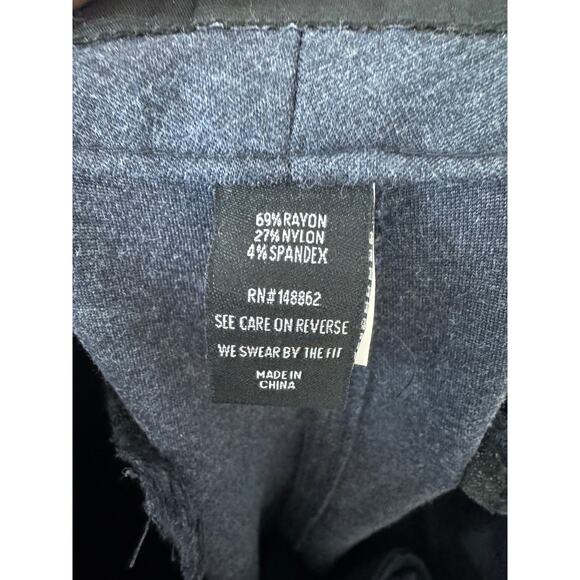 69% RAYON
27% NYLON
4% SPANDEX
RN# 148862
SEE CARE ON REVERSE
WE SWEAR BY THE FIT
MADE IN
CHINA